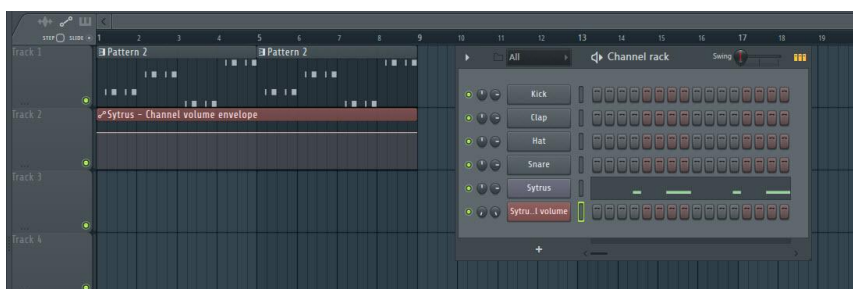 STEP SLIDE 1 2 3 4 5 6 7 8 9 10 11 12 13 14 15 16 17 18 19
Track 1
Pattern 2 Pattern 2
Track 2
Sytrus - Channel volume envelope
Track 3
Track 4
All Channel rack Swing
Kick
Clap
Hat
Snare
Sytrus
Sytru..l volume
+